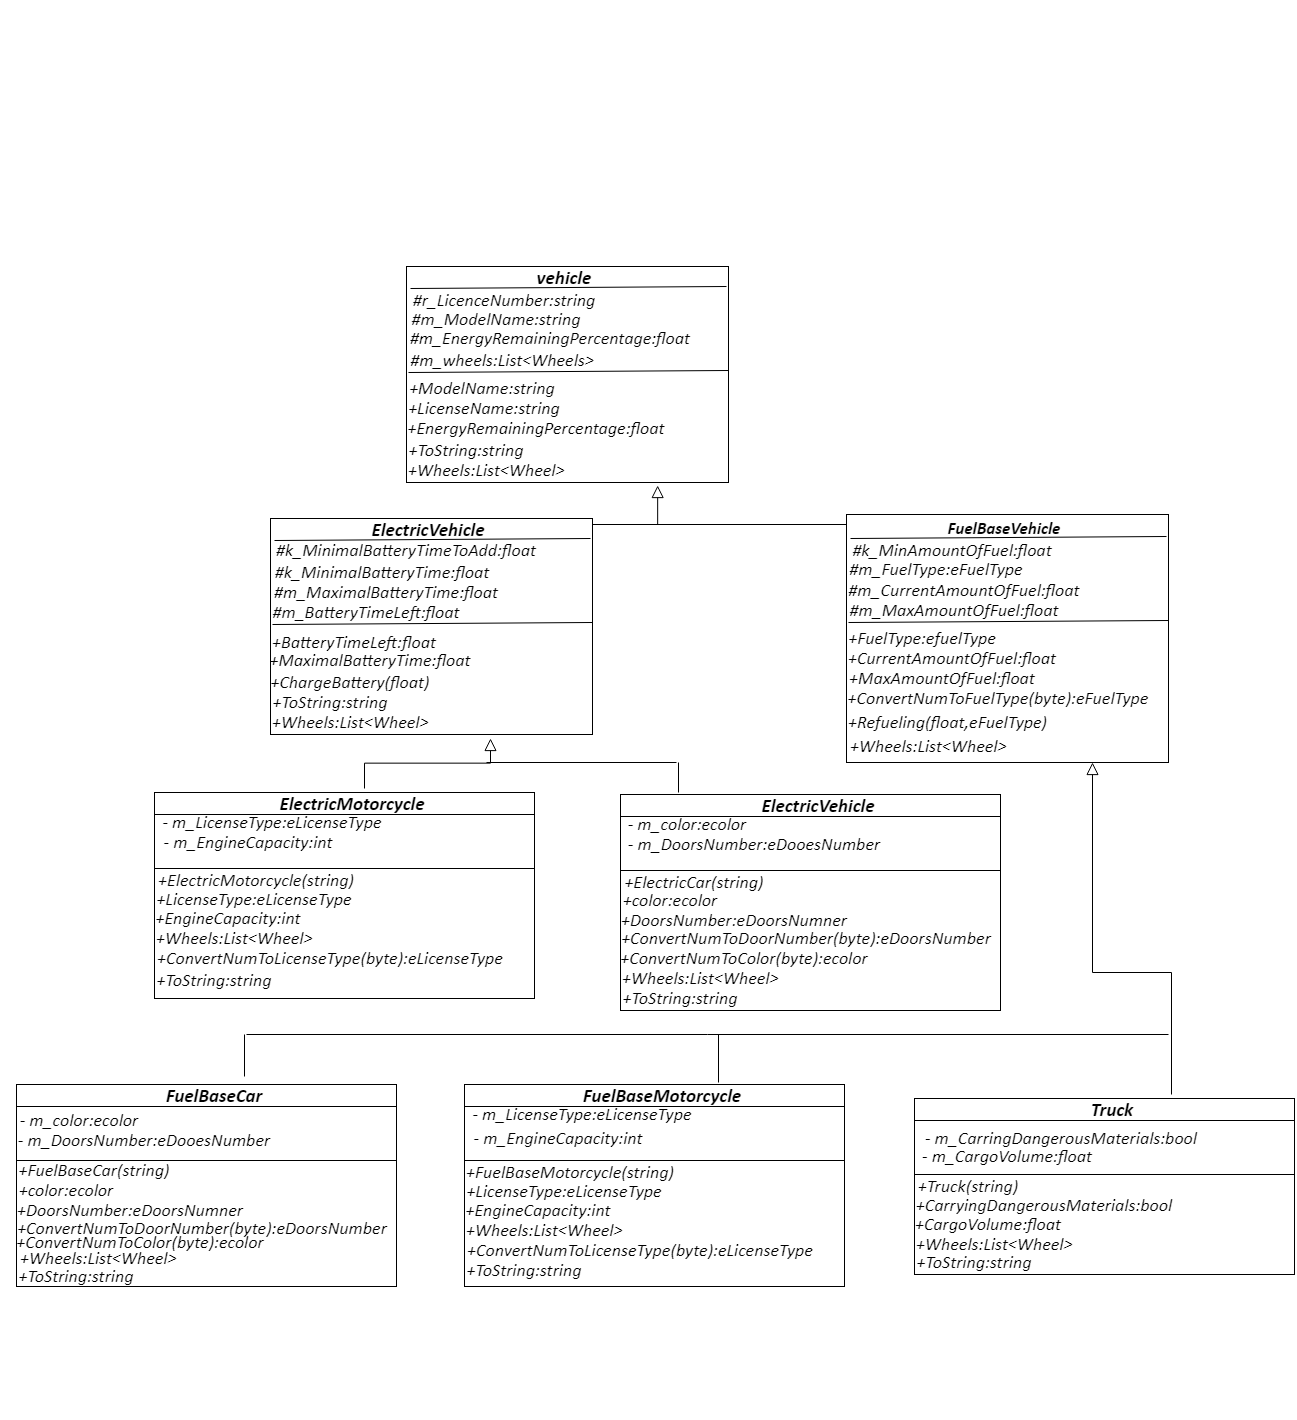 vehicle
#r_LicenceNumber:string
#m_ModelName:string
#m_EnergyRemainingPercentage:float
#m_wheels:List<Wheels>
+ModelName:string
+LicenseName:string
+EnergyRemainingPercentage:float
+ToString:string
+Wheels:List<Wheel>
ElectricVehicle
#k_MinimalBatteryTimeToAdd:float
#k_MinimalBatteryTime:float
#m_MaximalBatteryTime:float
#m_BatteryTimeLeft:float
+BatteryTimeLeft:float
+MaximalBatteryTime:float
+ChargeBattery(float)
+ToString:string
+Wheels:List<Wheel>
FuelBaseVehicle
#k_MinAmountOfFuel:float
#m_FuelType:eFuelType
#m_CurrentAmountOfFuel:float
#m_MaxAmountOfFuel:float
+FuelType:efuelType
+CurrentAmountOfFuel:float
+MaxAmountOfFuel:float
+ConvertNumToFuelType(byte):eFuelType
+Refueling(float,eFuelType)
+Wheels:List<Wheel>
ElectricMotorcycle
- m_LicenseType:eLicenseType
- m_EngineCapacity:int
+ElectricMotorcycle(string)
+LicenseType:eLicenseType
+EngineCapacity:int
+Wheels:List<Wheel>
+ConvertNumToLicenseType(byte):eLicenseType
+ToString:string
ElectricVehicle
- m_color:ecolor
- m_DoorsNumber:eDooesNumber
+ElectricCar(string)
+color:ecolor
+DoorsNumber:eDoorsNumner
+ConvertNumToDoorNumber(byte):eDoorsNumber
+ConvertNumToColor(byte):ecolor
+Wheels:List<Wheel>
+ToString:string
FuelBaseCar
- m_color:ecolor
- m_DoorsNumber:eDooesNumber
+FuelBaseCar(string)
+color:ecolor
+DoorsNumber:eDoorsNumner
+ConvertNumToDoorNumber(byte):eDoorsNumber
+ConvertNumToColor(byte):ecolor
+Wheels:List<Wheel>
+ToString:string
FuelBaseMotorcycle
- m_LicenseType:eLicenseType
- m_EngineCapacity:int
+FuelBaseMotorcycle(string)
+LicenseType:eLicenseType
+EngineCapacity:int
+Wheels:List<Wheel>
+ConvertNumToLicenseType(byte):eLicenseType
+ToString:string
Truck
- m_CarringDangerousMaterials:bool
- m_CargoVolume:float
+Truck(string)
+CarryingDangerousMaterials:bool
+CargoVolume:float
+Wheels:List<Wheel>
+ToString:string